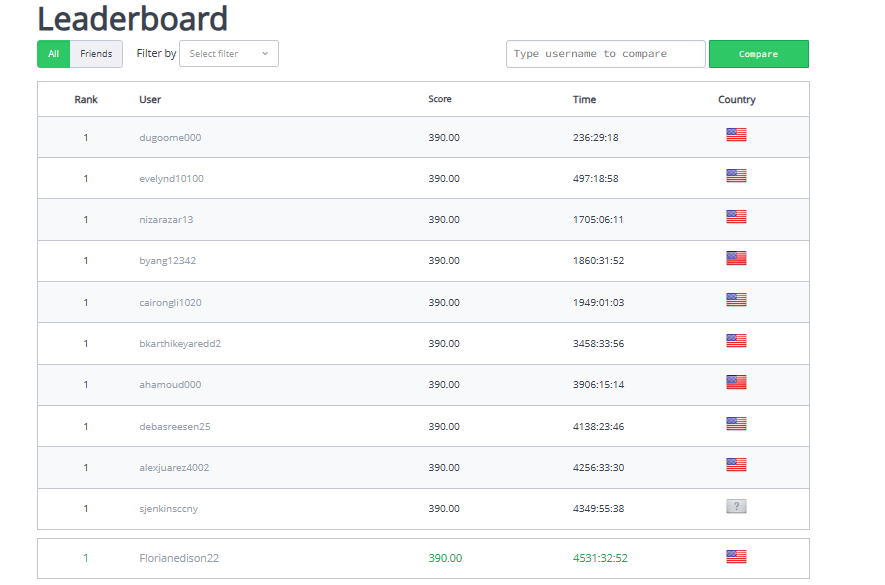 Leaderboard
All Friends Filter by Select filter Type username to compare Compare
Rank User Score Time Country
1 dugoome000 390.00 236:29:18
1 evelynd10100 390.00 497:18:58
1 nizarazar13 390.00 1705:06:11
1 byang12342 390.00 1860:31:52
1 cairongli1020 390.00 1949:01:03
1 bkarthikeyaredd2 390.00 3458:33:56
1 ahamoud000 390.00 3906:15:14
1 debasreesen25 390.00 4138:23:46
1 alexjuarez4002 390.00 4256:33:30
1 sjenkinsccny 390.00 4349:55:38 ?
1 Florianedison22 390.00 4531:32:52